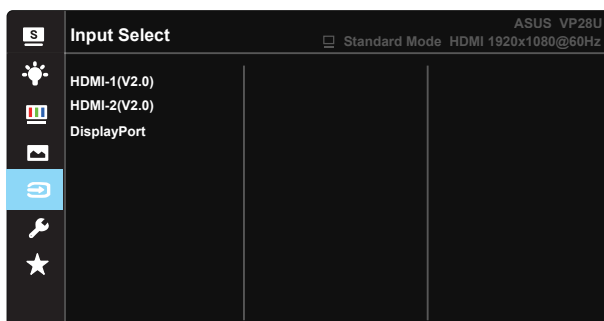 S
Input Select
ASUS VP28U
Standard Mode HDMI 1920x1080@60Hz
HDMI-1(V2.0)
HDMI-2(V2.0)
DisplayPort